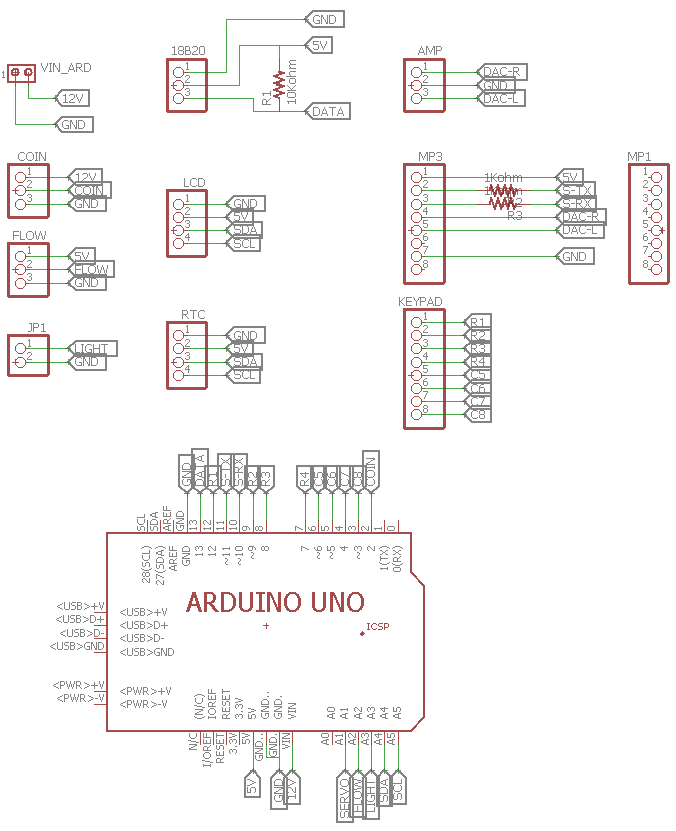 GND
5V
DATA
18B20
1
2
3
R1
10Kohm
VIN_ARD
1
12V
GND
AMP
1
2
3
DAC-R
GND
DAC-L
COIN
1
2
3
12V
COIN
GND
LCD
1
2
3
4
GND
5V
SDA
SCL
MP3
1
2
3
4
5
6
7
8
1Kohm
R2
R3
5V
S-TX
S-RX
DAC-R
DAC-L
GND
MP1
1
2
3
4
5
6
7
8
FLOW
1
2
3
5V
FLOW
GND
JP1
1
2
LIGHT
GND
RTC
1
2
3
4
GND
5V
SDA
SCL
KEYPAD
1
2
3
4
5
6
7
8
R1
R2
R3
R4
C5
C6
C7
C8
GND
DATA
R1
S-TX
S-RX
R2
R3
R4
C5
C6
C7
C8
COIN
SCL
SDA
AREF
GND
13
12
11
10
9
8
7
6
5
4
3
2
1
0
28(SCL)
27(SDA)
AREF
GND
13
12
~11
~10
~9
8
7
~6
~5
4
~3
2
1(TX)
0(RX)
ARDUINO UNO
ICSP
<USB>+V
<USB>D+
<USB>D-
<USB>GND
<PWR>+V
<PWR>-V
<USB>+V
<USB>D+
<USB>D-
<USB>GND
<PWR>+V
<PWR>-V
(N/C)
IOREF
RESET
3.3V
5V
GND..
GND.
VIN
A0
A1
A2
A3
A4
A5
N/C
I/OREF
RESET
3.3V
5V
GND..
GND.
VIN
A0
A1
A2
A3
A4
A5
5V
GND
12V
SERVO
FLOW
LIGHT
SDA
SCL